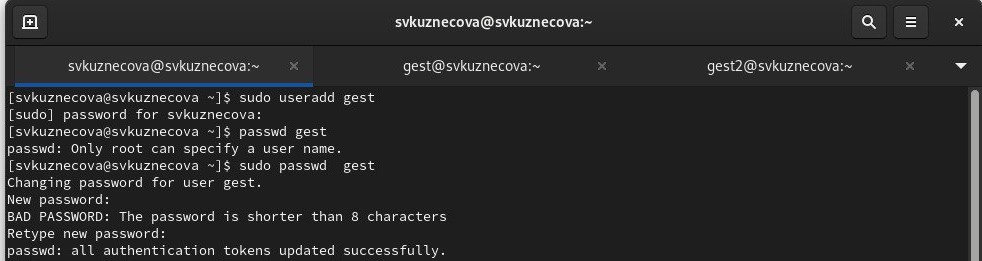 svkuznecova@svkuznecova:~
svkuznecova@svkuznecova:~ gest@svkuznecova:~ gest2@svkuznecova:~
[svkuznecova@svkuznecova ~]$ sudo useradd gest
[sudo] password for svkuznecova:
[svkuznecova@svkuznecova ~]$ passwd gest
passwd: Only root can specify a user name.
[svkuznecova@svkuznecova ~]$ sudo passwd  gest
Changing password for user gest.
New password:
BAD PASSWORD: The password is shorter than 8 characters
Retype new password:
passwd: all authentication tokens updated successfully.